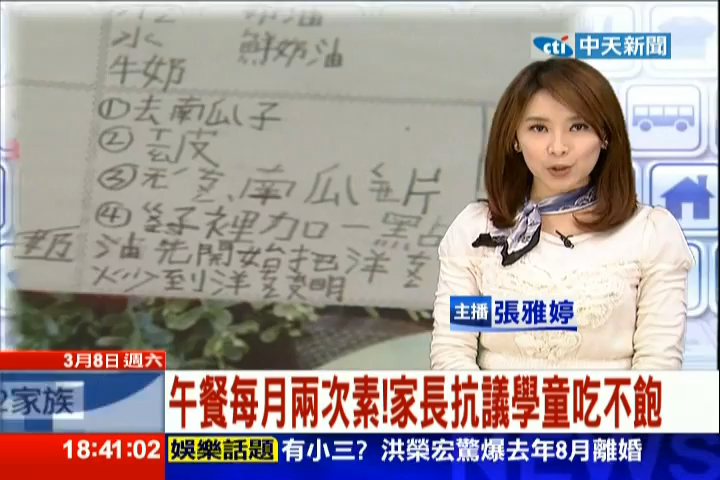 中天新聞
cti
水 鮮奶油
牛奶
①去南瓜子
② 皮
③ 南瓜 片
④鍋子裡加一點
油先開始把洋
炒到洋 明
主播 張雅婷
3月8日 週六
家族
午餐每月兩次素!家長抗議學童吃不飽
18:41:02
娛樂話題 有小三? 洪榮宏驚爆去年8月離婚
NEWS